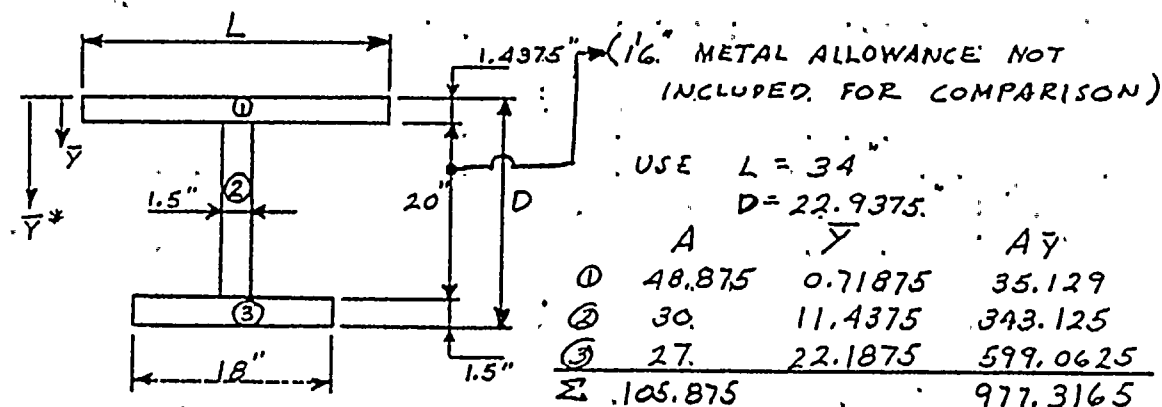 L
1.4375"
(1/16" METAL ALLOWANCE NOT
INCLUDED FOR COMPARISON)
①
Y̅
Y̅*
USE L = 34"
D = 22.9375"
1.5"
②
20"
D
A Y̅ A y̅
① 48.875 0.71875 35.129
② 30. 11.4375 343.125
③ 27. 22.1875 599.0625
Σ 105.875 977.3165
③
1.5"
18"